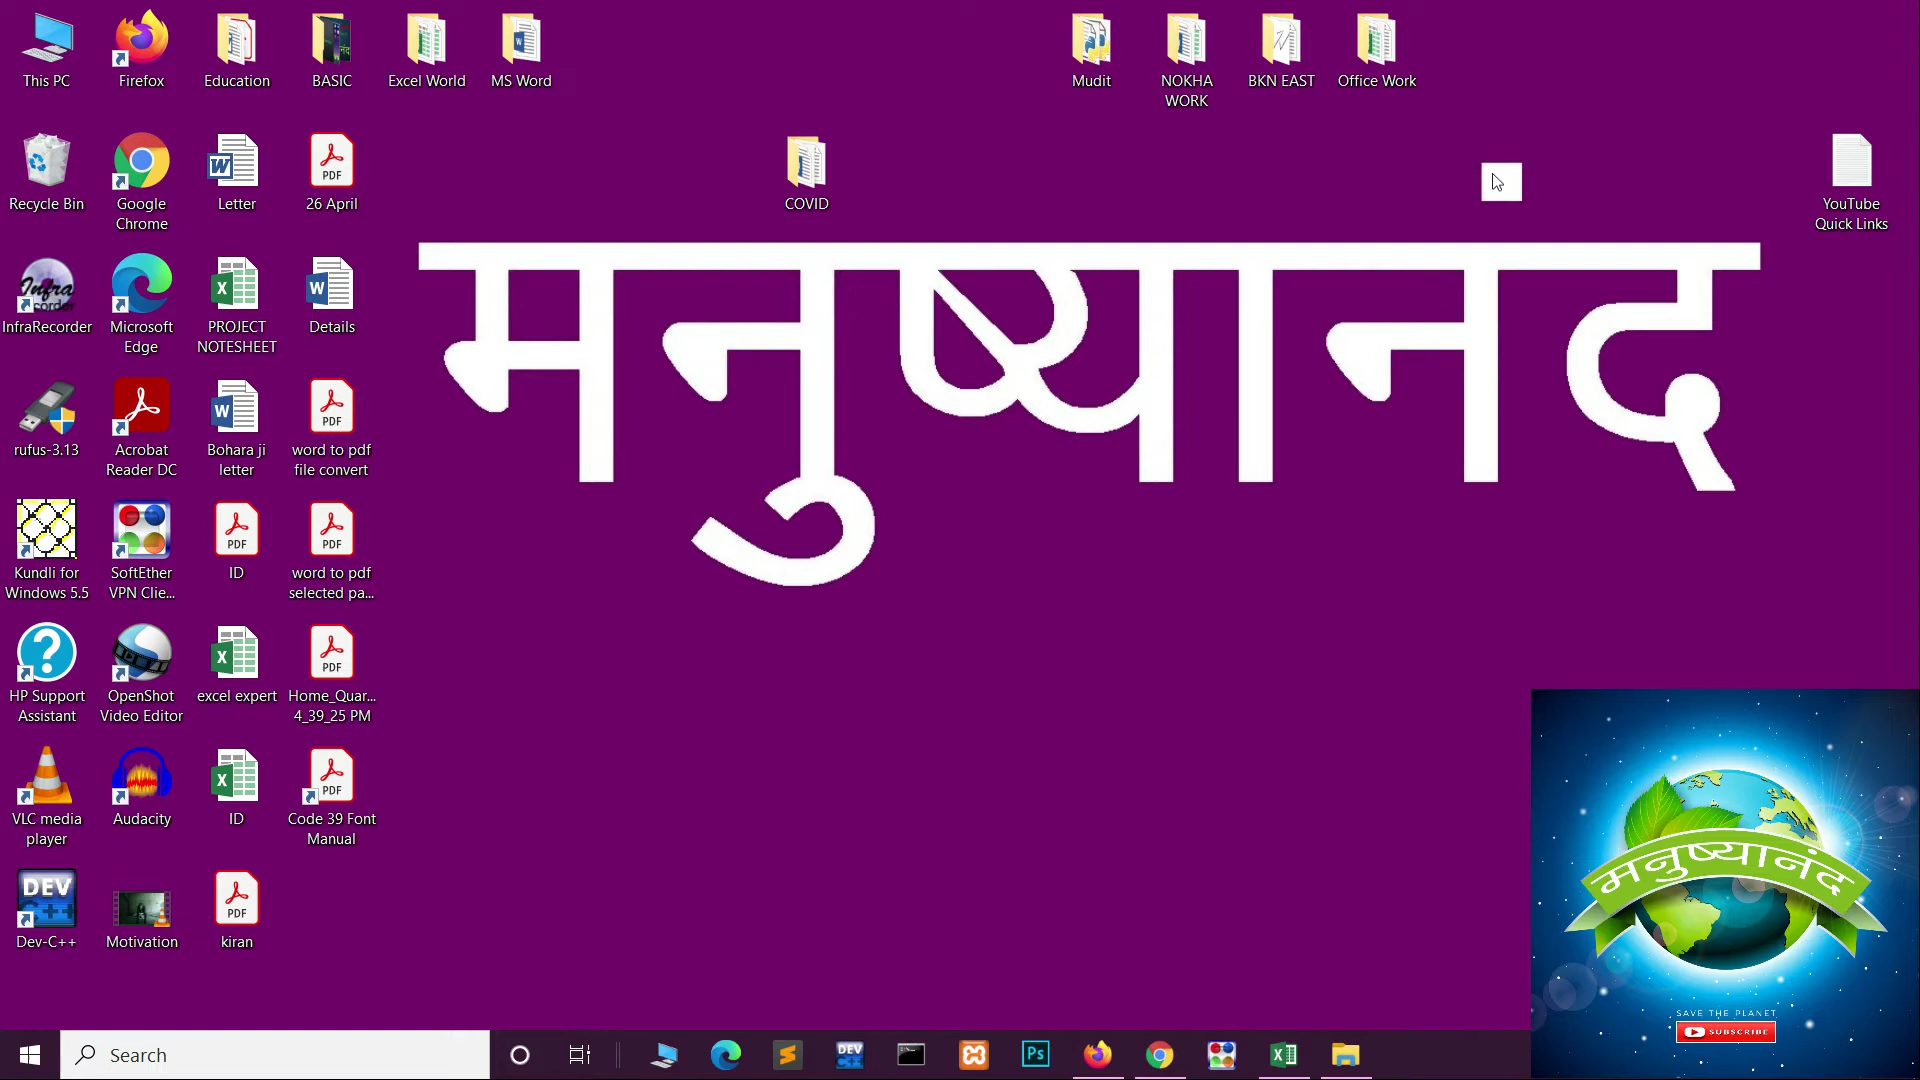 This PC
Firefox
Education
BASIC
Excel World
MS Word
Mudit
NOKHA
WORK
BKN EAST
Office Work
Recycle Bin
Google
Chrome
Letter
26 April
COVID
YouTube
Quick Links
मनुष्यानंद
InfraRecorder
Microsoft
Edge
PROJECT
NOTESHEET
Details
rufus-3.13
Acrobat
Reader DC
Bohara ji
letter
word to pdf
file convert
Kundli for
Windows 5.5
SoftEther
VPN Clie...
ID
word to pdf
selected pa...
HP Support
Assistant
OpenShot
Video Editor
excel expert
Home_Quar...
4_39_25 PM
VLC media
player
Audacity
ID
Code 39 Font
Manual
Dev-C++
Motivation
kiran
मनुष्यानंद
SAVE THE PLANET
SUBSCRIBE
Search